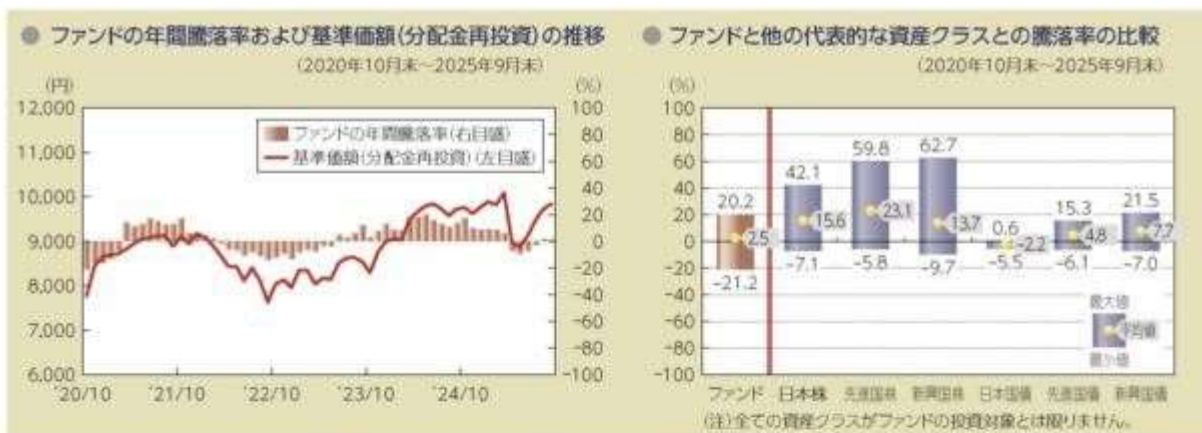 ● ファンドの年間騰落率および基準価額(分配金再投資)の推移
(2020年10月末~2025年9月末)
(円)
(%)
12,000
11,000
10,000
9,000
8,000
7,000
6,000
100
80
60
40
20
0
-20
-40
-60
-80
-100
ファンドの年間騰落率(右目盛)
基準価額(分配金再投資)(左目盛)
'20/10 '21/10 '22/10 '23/10 '24/10
● ファンドと他の代表的な資産クラスとの騰落率の比較
(2020年10月末~2025年9月末)
(%)
100
80
60
40
20
0
-20
-40
-60
-80
-100
20.2 42.1 59.8 62.7 0.6 15.3 21.5
2.5 15.6 23.1 13.7 -2.2 4.8 7.7
-21.2 -7.1 -5.8 -9.7 -5.5 -6.1 -7.0
最大値
平均値
最小値
ファンド 日本株 先進国株 新興国株 日本国債 先進国債 新興国債
(注)全ての資産クラスがファンドの投資対象とは限りません。